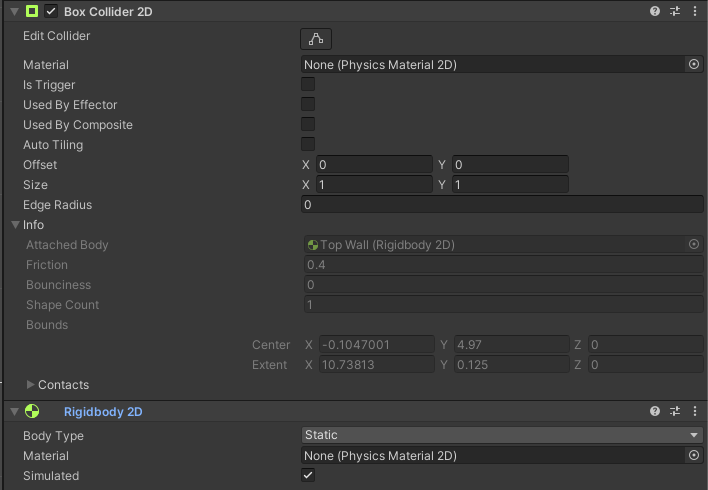 Box Collider 2D
Edit Collider
Material None (Physics Material 2D)
Is Trigger
Used By Effector
Used By Composite
Auto Tiling
Offset X 0 Y 0
Size X 1 Y 1
Edge Radius 0
Info
Attached Body Top Wall (Rigidbody 2D)
Friction 0.4
Bounciness 0
Shape Count 1
Bounds
Center X -0.1047001 Y 4.97 Z 0
Extent X 10.73813 Y 0.125 Z 0
Contacts
Rigidbody 2D
Body Type Static
Material None (Physics Material 2D)
Simulated